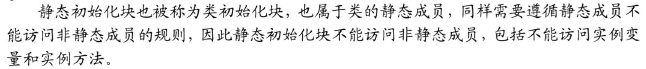 静态初始化块也被称为类初始化块，也属于类的静态成员，同样需要遵循静态成员不
能访问非静态成员的规则，因此静态初始化块不能访问非静态成员，包括不能访问实例变
量和实例方法。